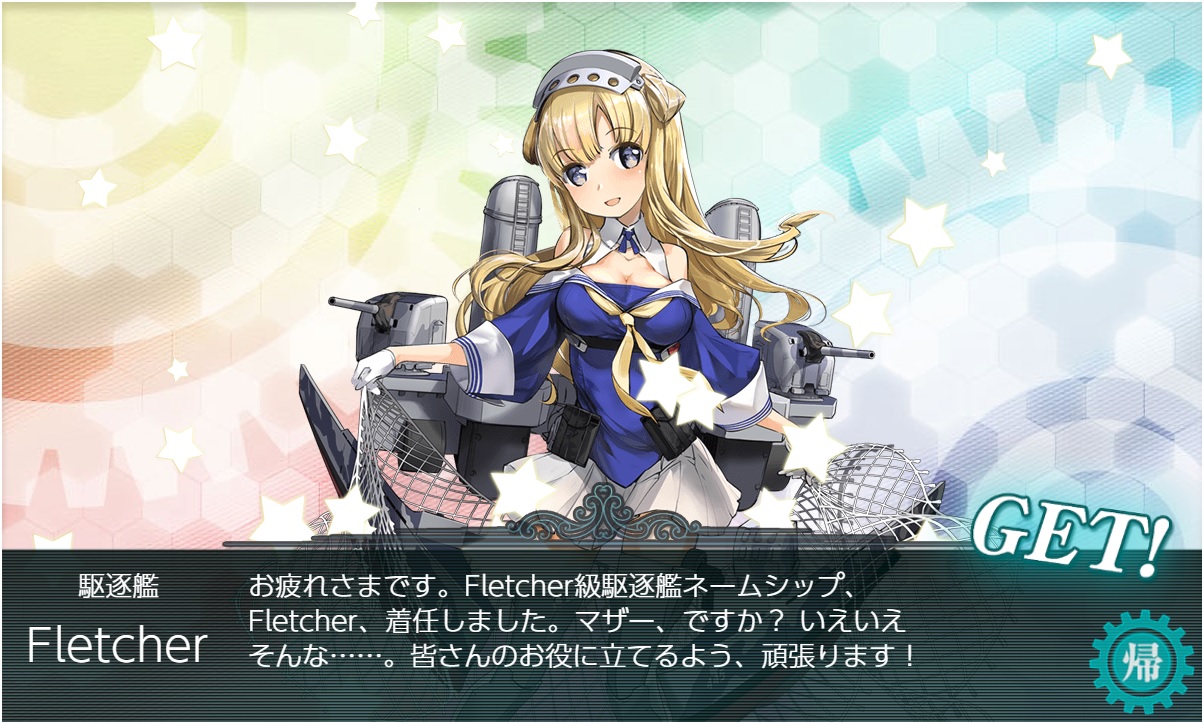 GET!
駆逐艦
Fletcher
お疲れさまです。Fletcher級駆逐艦ネームシップ、
Fletcher、着任しました。マザー、ですか？ いえいえ
そんな……。皆さんのお役に立てるよう、頑張ります！
帰